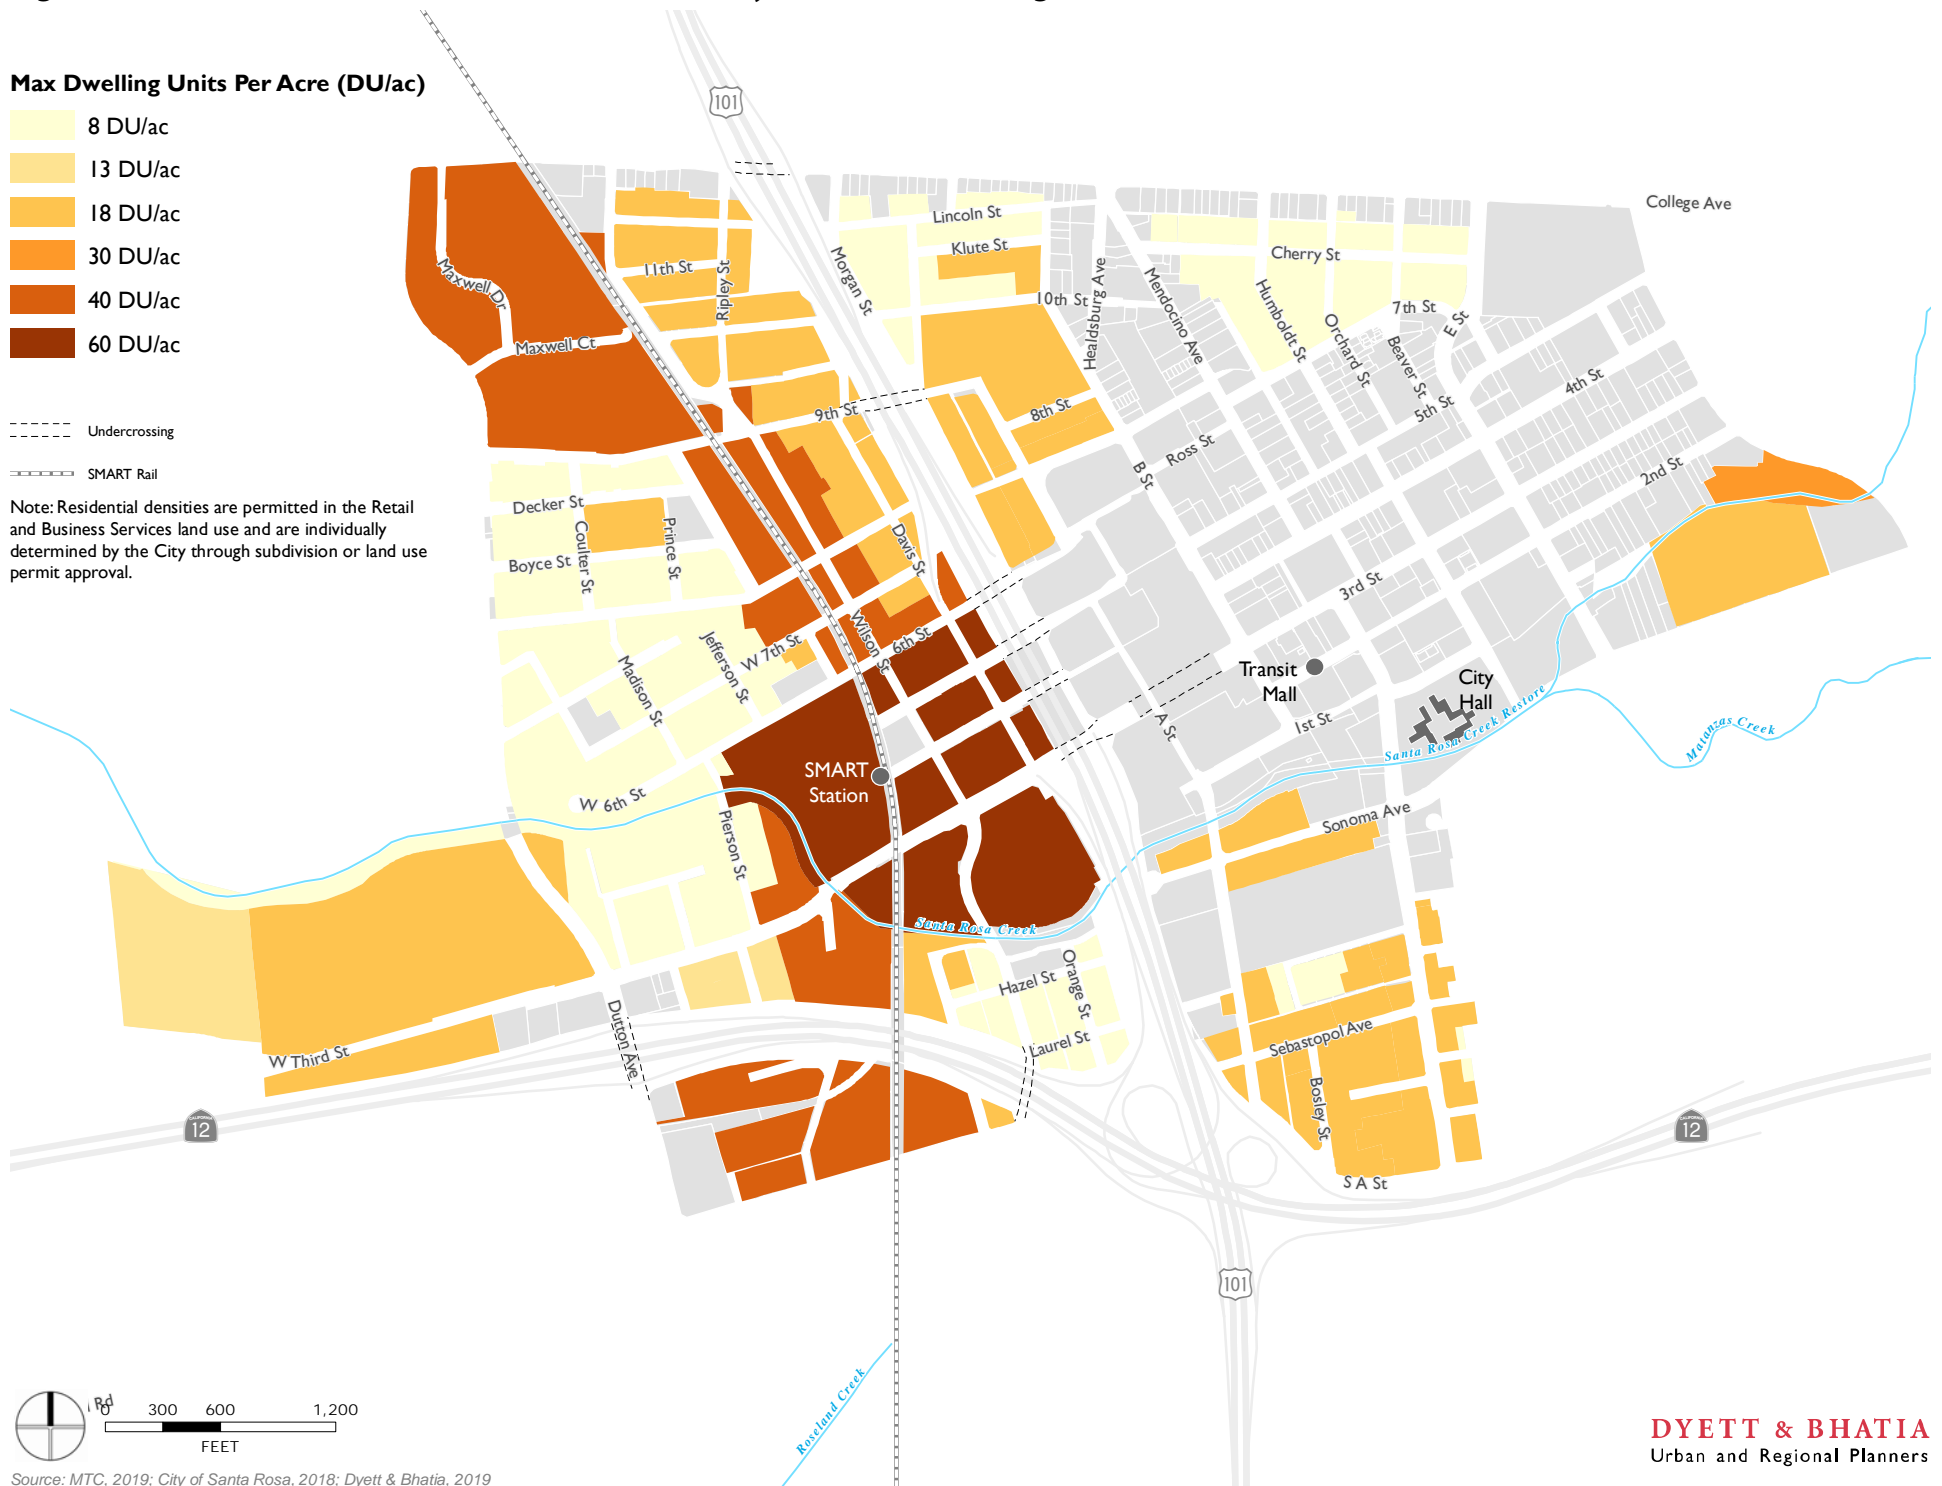 Max Dwelling Units Per Acre (DU/ac)
8 DU/ac
13 DU/ac
18 DU/ac
30 DU/ac
40 DU/ac
60 DU/ac
Undercrossing
SMART Rail
Note: Residential densities are permitted in the Retail
and Business Services land use and are individually
determined by the City through subdivision or land use
permit approval.
101
College Ave
Lincoln St
Klute St
Cherry St
11th St
Ripley St
Morgan St
Maxwell Dr
Maxwell Ct
10th St
Healdsburg Ave
Mendocino Ave
Humboldt St
Orchard St
7th St
E St
Beaver St
4th St
5th St
9th St
8th St
Ross St
B St
2nd St
Decker St
Coulter St
Prince St
Boyce St
Davis St
3rd St
Wilson St
6th St
W 7th St
Jefferson St
Madison St
Transit
Mall
City
Hall
A St
1st St
Santa Rosa Creek Restore
Matanzas Creek
SMART
Station
W 6th St
Pierson St
Sonoma Ave
Santa Rosa Creek
Hazel St
Orange St
Laurel St
Dutton Ave
W Third St
Sebastopol Ave
Bosley St
S A St
CALIFORNIA
12
CALIFORNIA
12
101
Roseland Creek
Rd
0 300 600 1,200
FEET
Source: MTC, 2019; City of Santa Rosa, 2018; Dyett & Bhatia, 2019
DYETT & BHATIA
Urban and Regional Planners